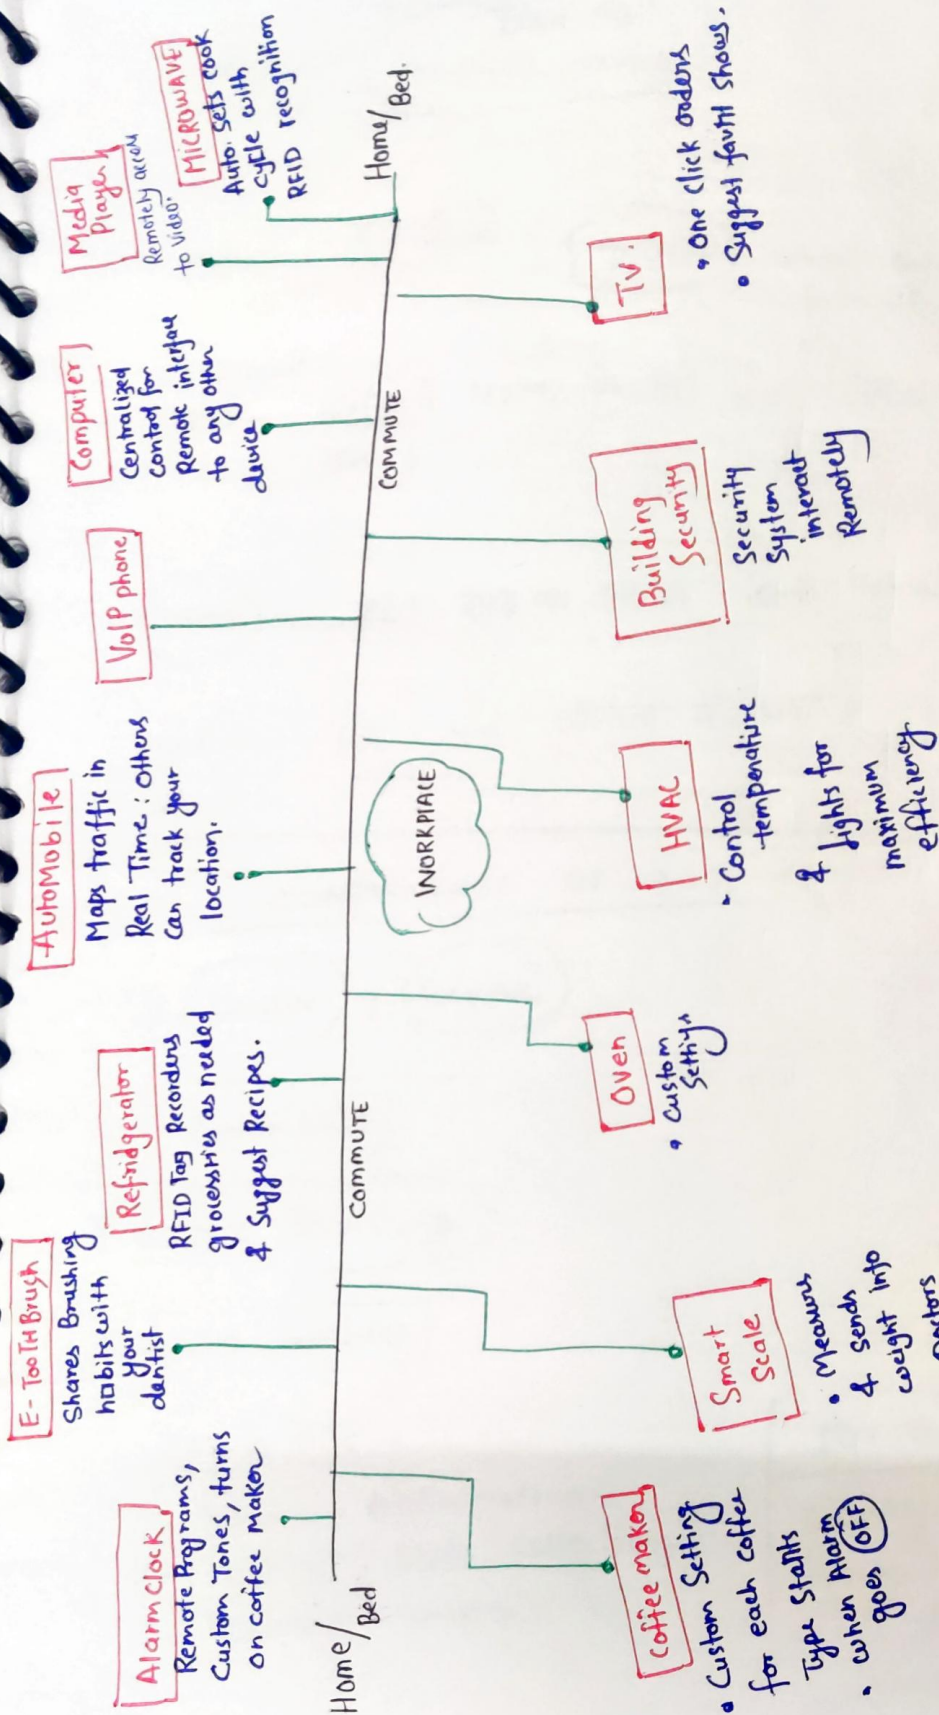 Alarm clock
Remote Programs,
Custom Tones, turns
on coffee maker
E-TooTH Brush
Shares Brushing
habits with
your
dentist
Refridgerator
RFID Tag Recorders
grocessries as needed
& Suggest Recipes.
AutoMobile
Maps traffic in
Real Time: others
Can track your
location.
VoIP phone
Computer
Centralized
control for
Remote interface
to any other
device
Media
Player
Remotely access
to video.
MICROWAVE
Auto. Sets cook
cycle with
RFID recognition
Home/
Bed
COMMUTE
WORKPlACE
COMMUTE
Home/
Bed.
Coffee maker
• Custom Setting
for each coffee
Type Starts
• when Alarm
goes OFF
Smart
Scale
• Measures
& Sends
weight info
Doctors
Oven
• Custom
Settings
HVAC
• Control
temperature
& lights for
maximum
efficiency
Building
Security
Security
System
interact
Remotely
TV.
• One Click orders
• Suggest favrit shows.